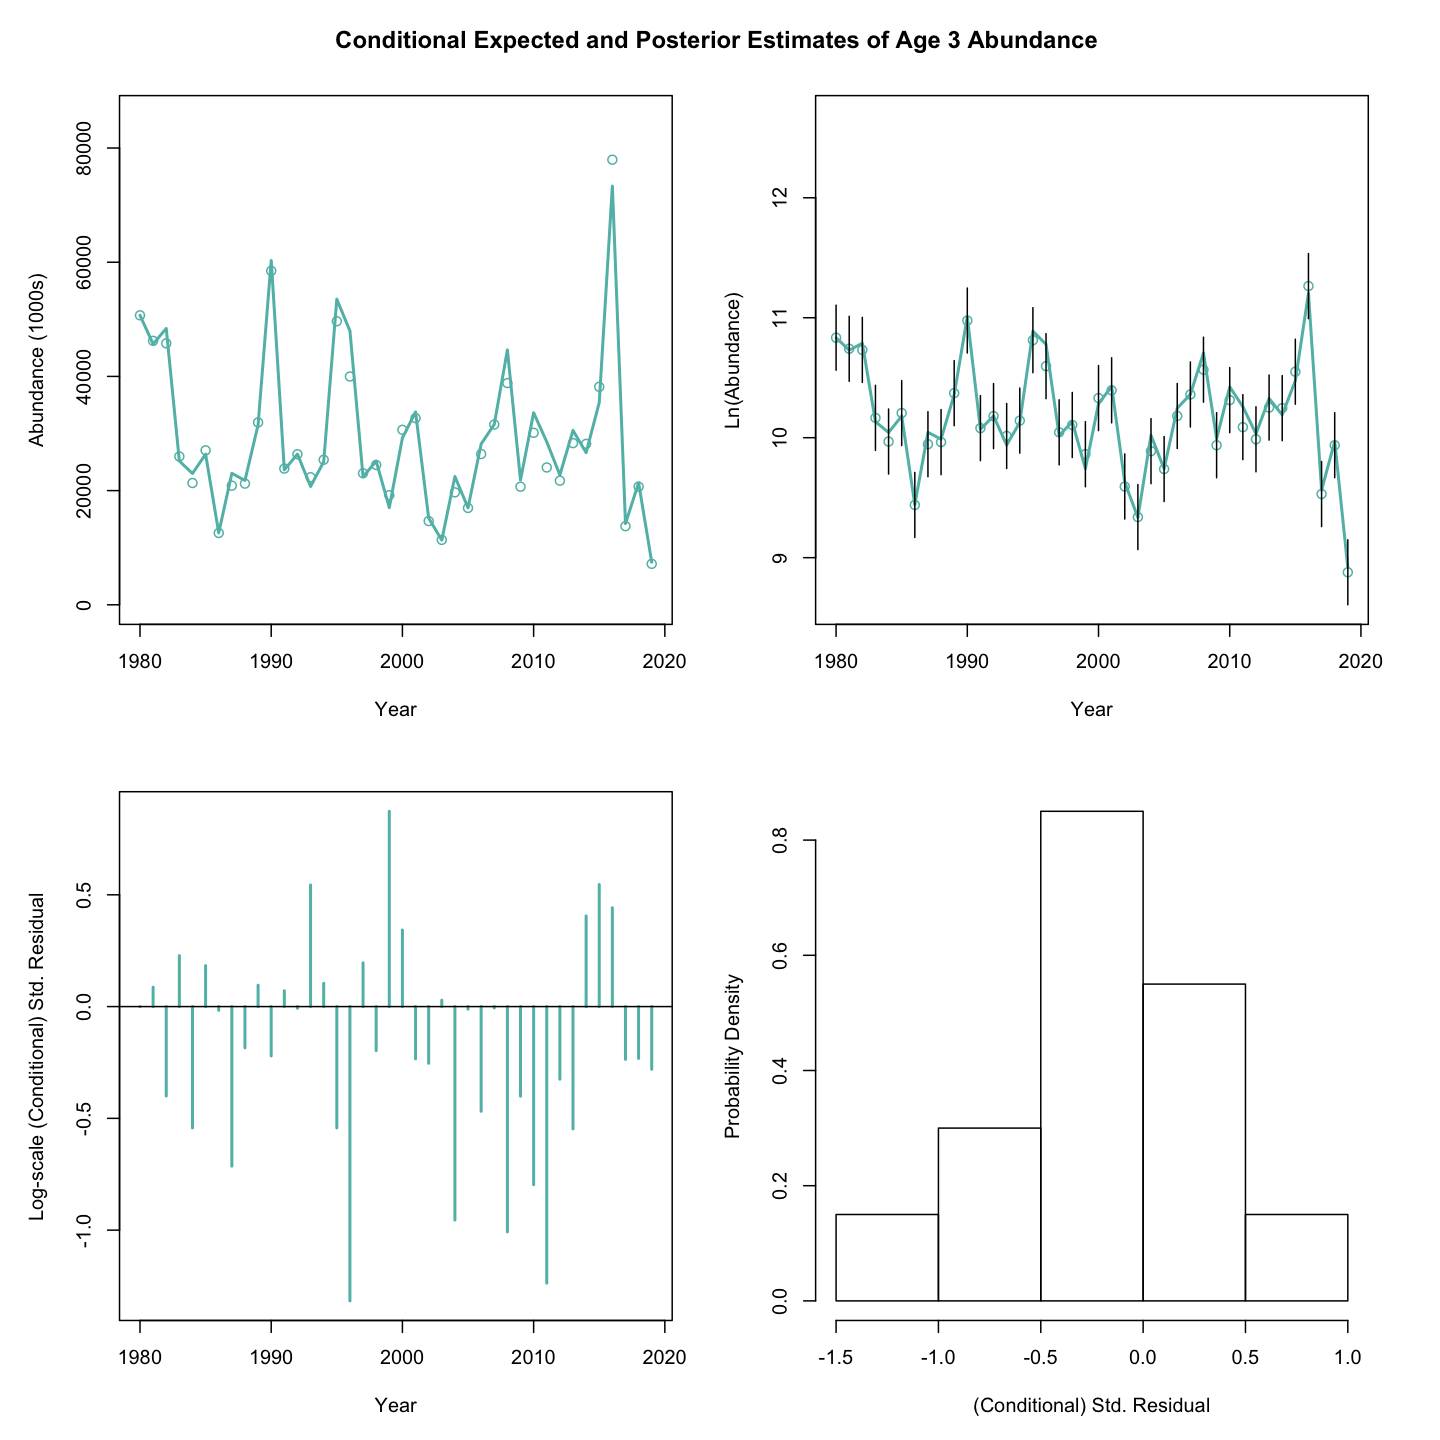 Conditional Expected and Posterior Estimates of Age 3 Abundance
Abundance (1000s)
80000
60000
40000
20000
0
1980 1990 2000 2010 2020
Year
Ln(Abundance)
12
11
10
9
1980 1990 2000 2010 2020
Year
Log-scale (Conditional) Std. Residual
0.5
0.0
-0.5
-1.0
1980 1990 2000 2010 2020
Year
Probability Density
0.8
0.6
0.4
0.2
0.0
-1.5 -1.0 -0.5 0.0 0.5 1.0
(Conditional) Std. Residual